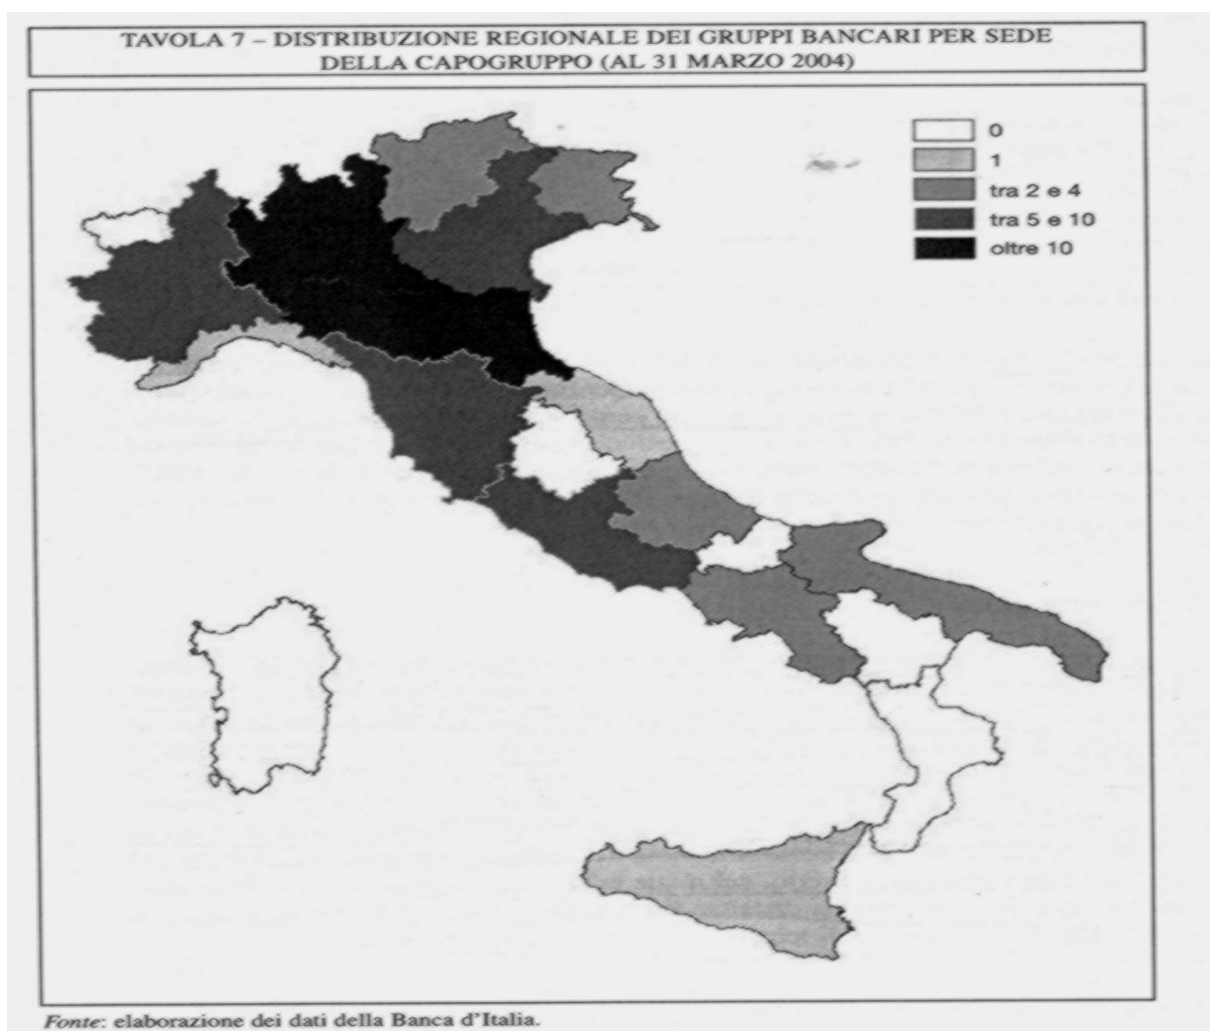 TAVOLA 7 – DISTRIBUZIONE REGIONALE DEI GRUPPI BANCARI PER SEDE
DELLA CAPOGRUPPO (AL 31 MARZO 2004)
0
1
tra 2 e 4
tra 5 e 10
oltre 10
Fonte: elaborazione dei dati della Banca d'Italia.